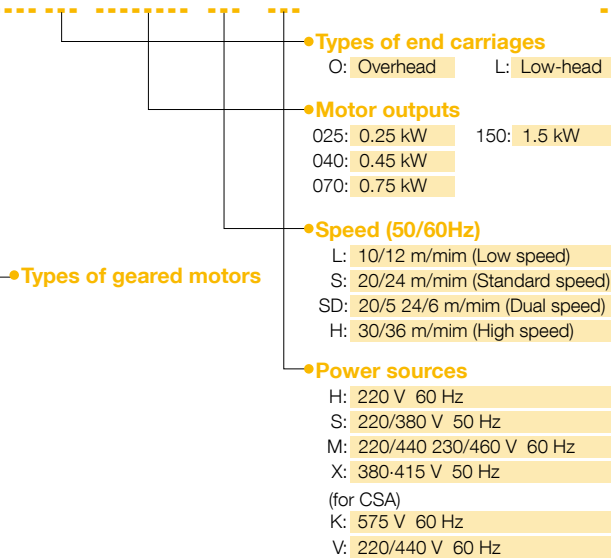 Types of end carriages
O: Overhead L: Low-head
Motor outputs
025: 0.25 kW 150: 1.5 kW
040: 0.45 kW
070: 0.75 kW
Speed (50/60Hz)
L: 10/12 m/mim (Low speed)
Types of geared motors
S: 20/24 m/mim (Standard speed)
SD: 20/5 24/6 m/mim (Dual speed)
H: 30/36 m/mim (High speed)
Power sources
H: 220 V 60 Hz
S: 220/380 V 50 Hz
M: 220/440 230/460 V 60 Hz
X: 380·415 V 50 Hz
(for CSA)
K: 575 V 60 Hz
V: 220/440 V 60 Hz